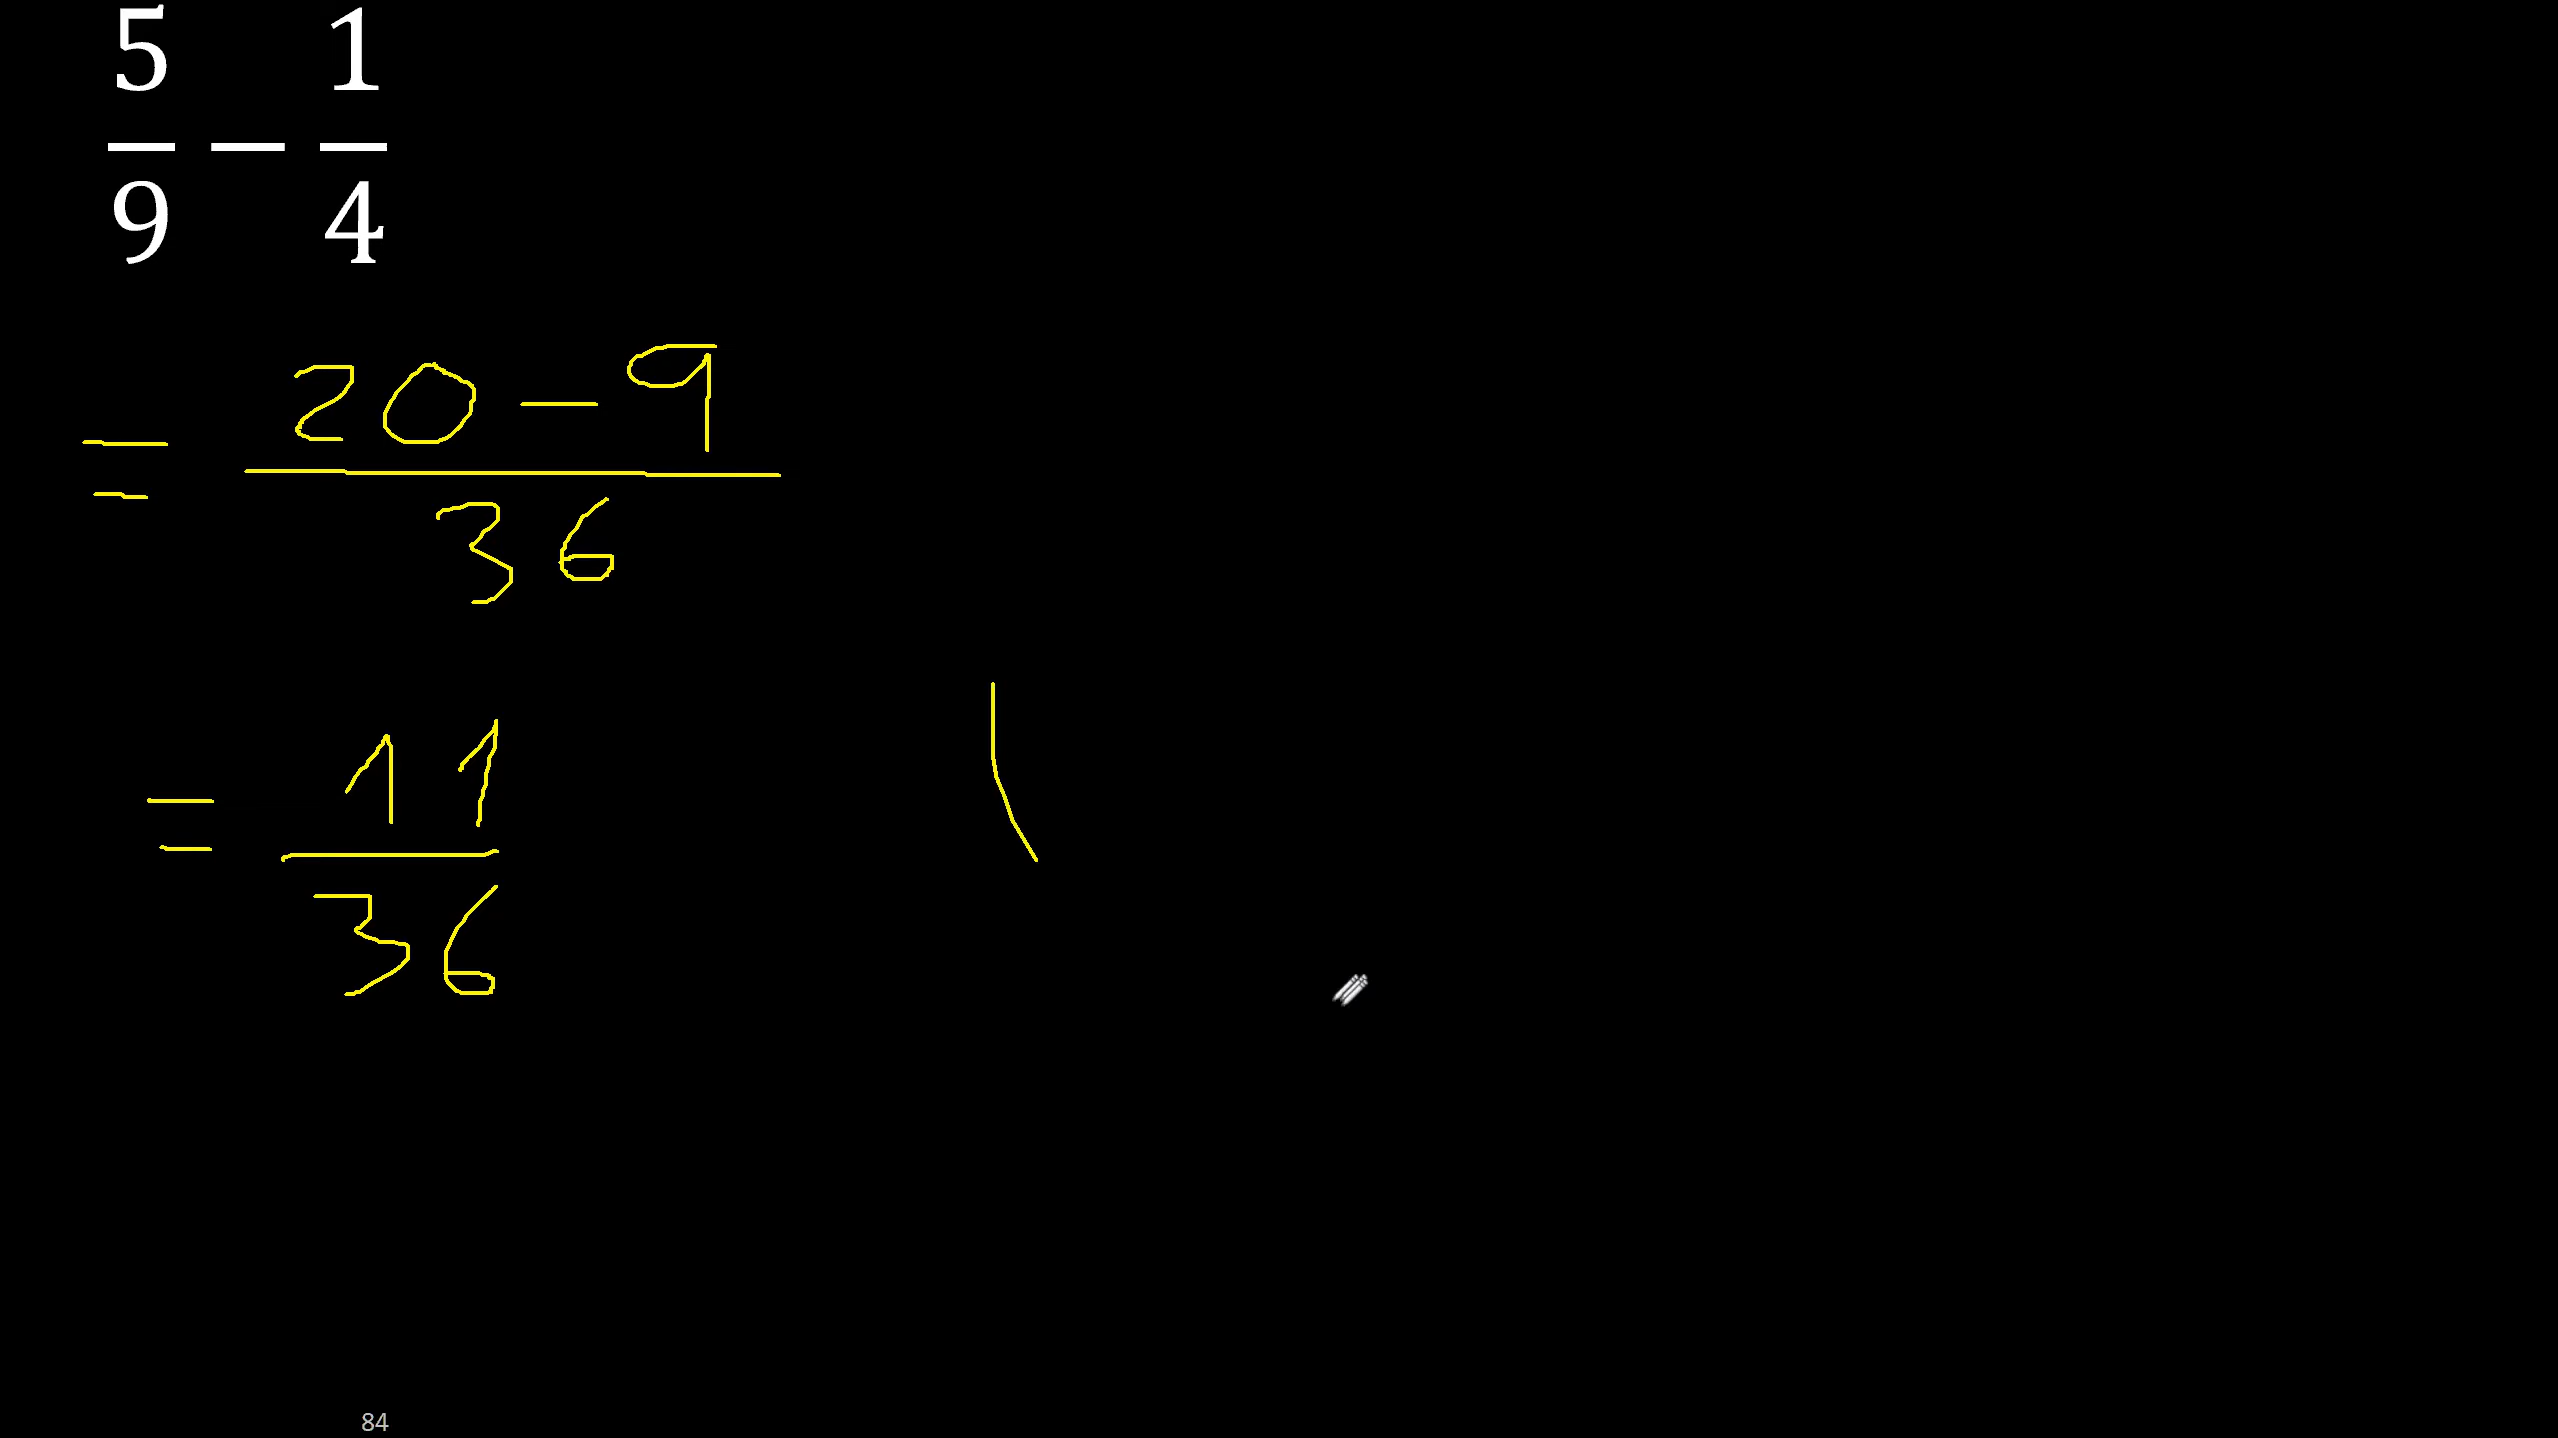 5/9 − 1/4
= 20 − 9 / 36
= 11 / 36
84